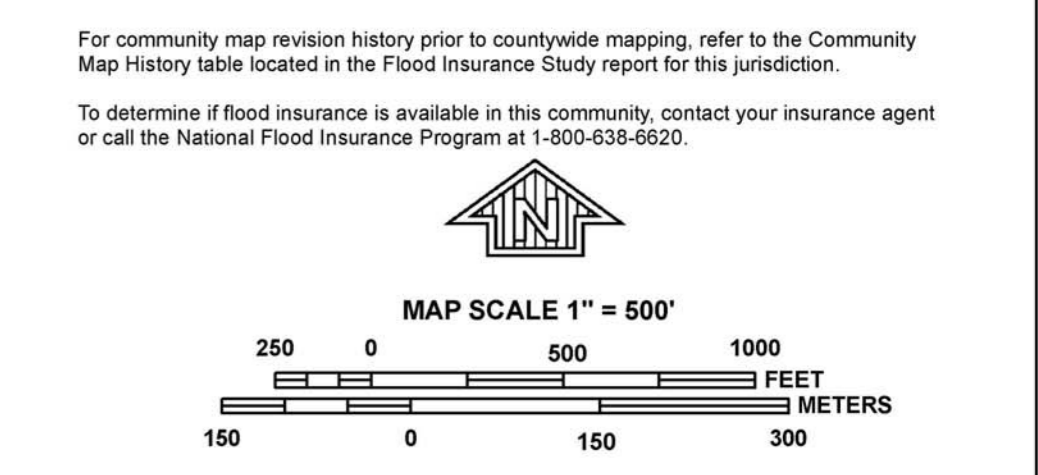 For community map revision history prior to countywide mapping, refer to the Community
Map History table located in the Flood Insurance Study report for this jurisdiction.
To determine if flood insurance is available in this community, contact your insurance agent
or call the National Flood Insurance Program at 1-800-638-6620.
N
MAP SCALE 1" = 500'
250 0 500 1000
FEET
METERS
150 0 150 300